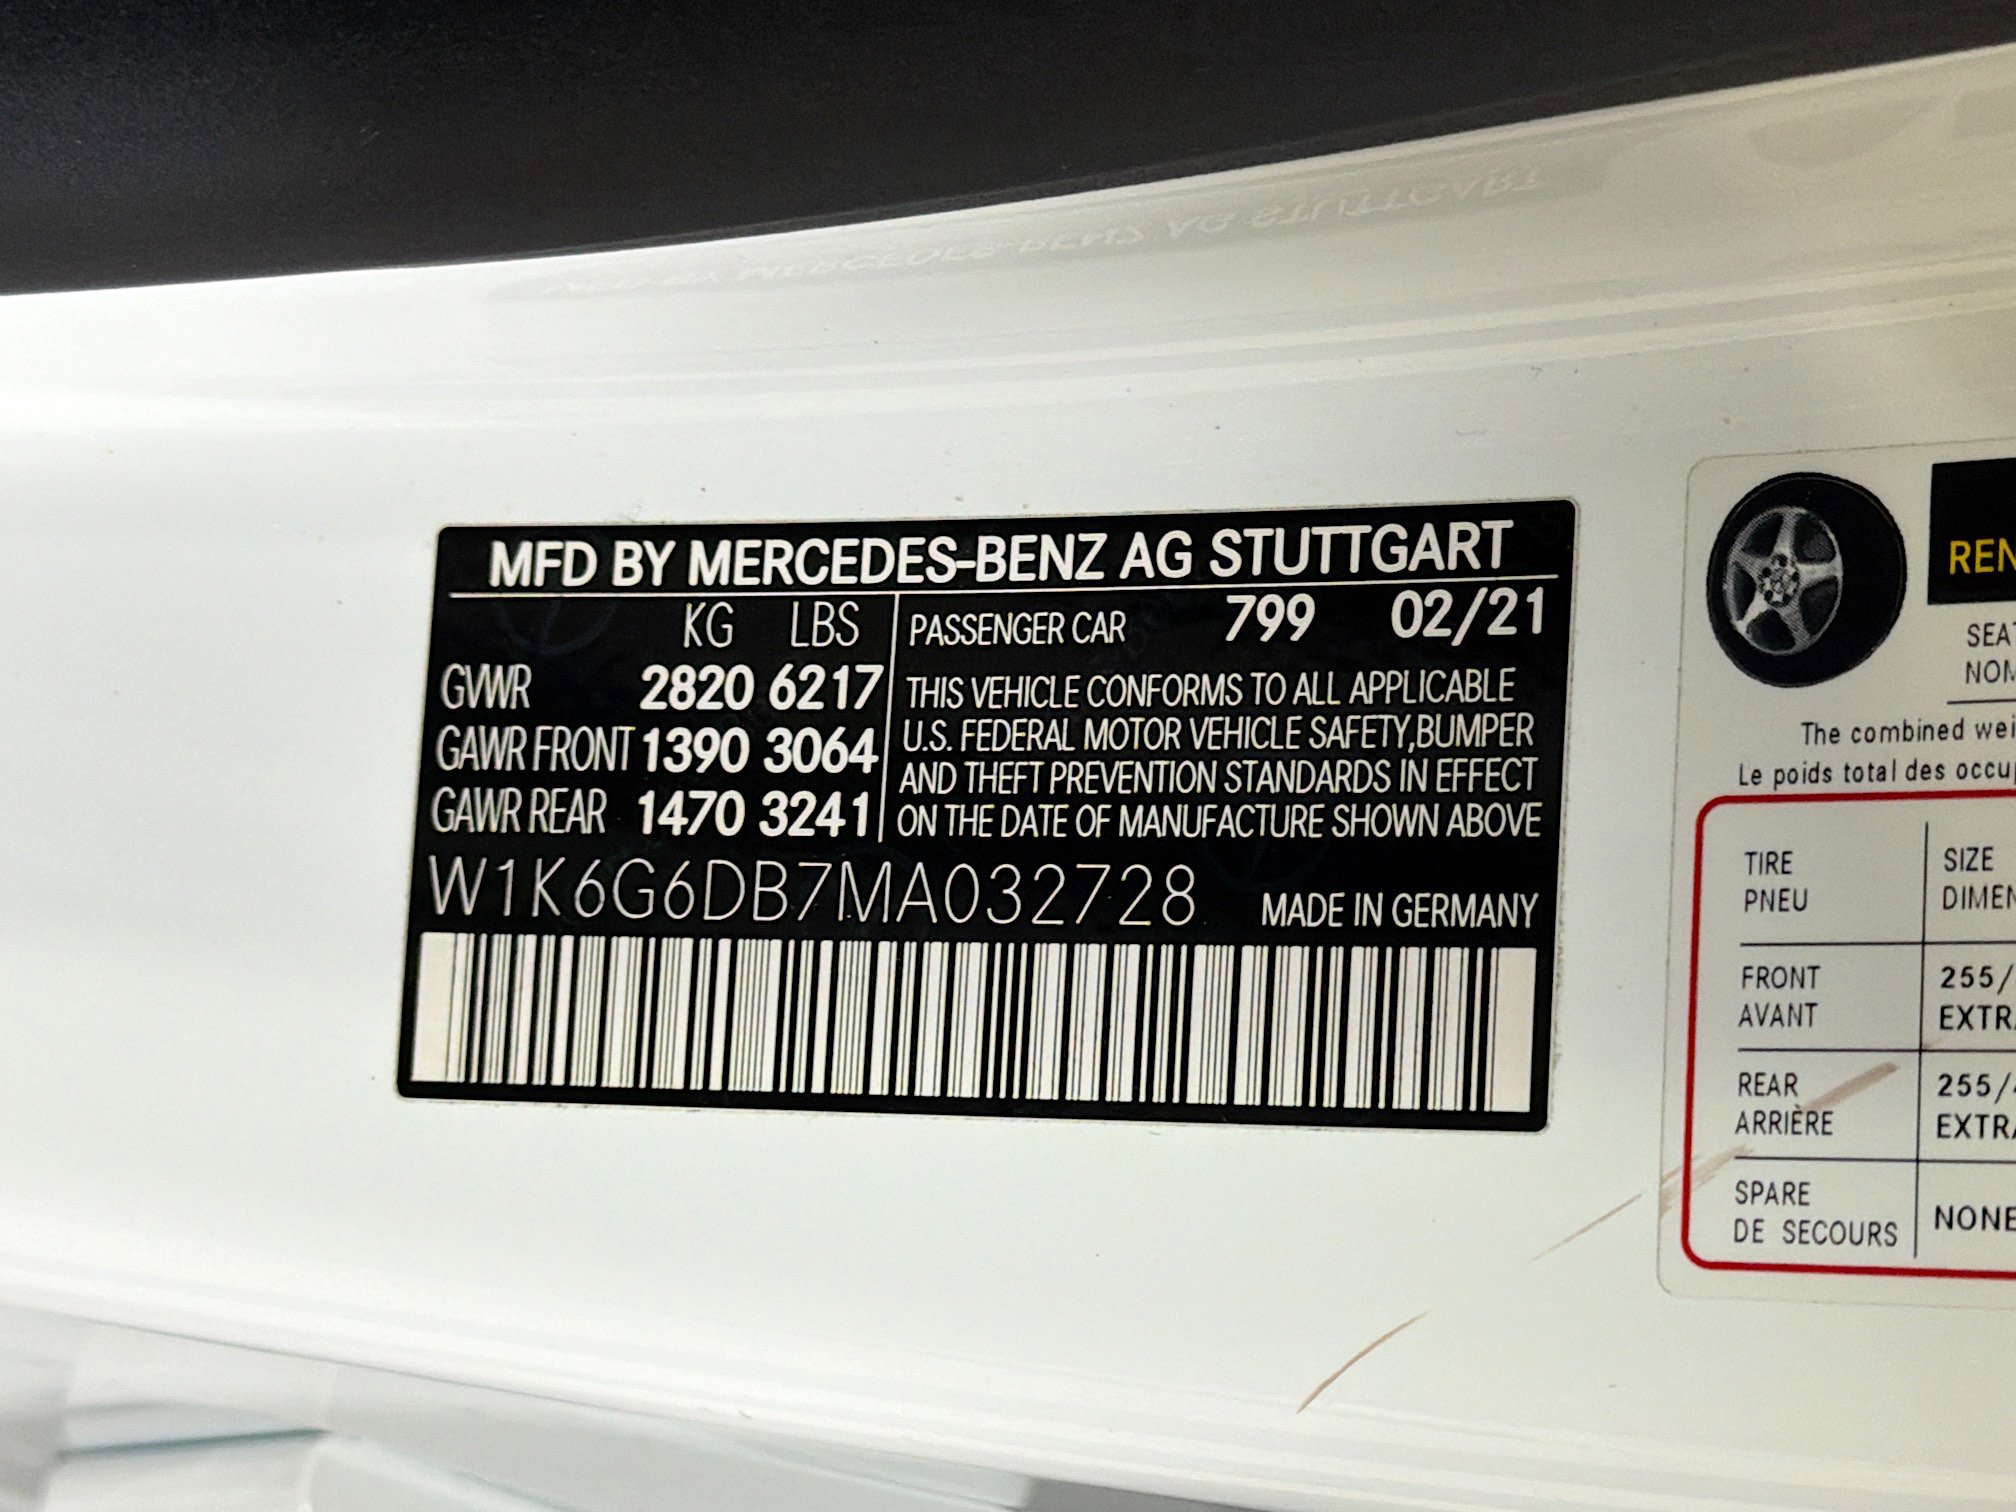 MFD BY MERCEDES-BENZ AG STUTTGART
KG LBS
GVWR 2820 6217
GAWR FRONT 1390 3064
GAWR REAR 1470 3241
PASSENGER CAR 799 02/21
THIS VEHICLE CONFORMS TO ALL APPLICABLE
U.S. FEDERAL MOTOR VEHICLE SAFETY,BUMPER
AND THEFT PREVENTION STANDARDS IN EFFECT
ON THE DATE OF MANUFACTURE SHOWN ABOVE
W1K6G6DB7MA032728
MADE IN GERMANY
The combined
Le poids total des
TIRE SIZE
PNEU
FRONT 255/
AVANT
REAR 255/
ARRIÈRE
SPARE
DE SECOURS NONE